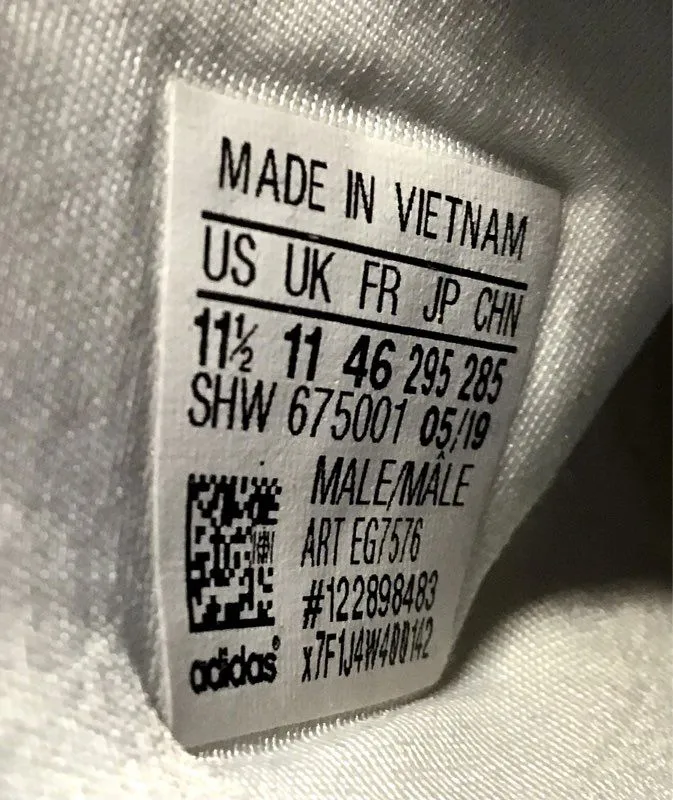 MADE IN VIETNAM
US UK FR JP CHN
11½ 11 46 295 285
SHW 675001 05/19
MALE/MÂLE
ART EG7576
#122898483
x7F1J4W400142
adidas®